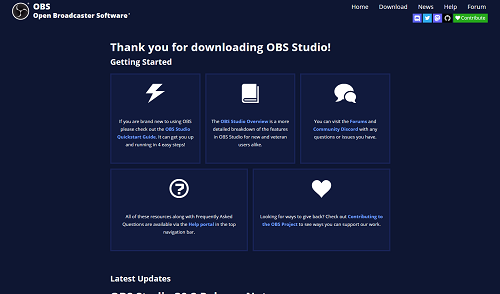 OBS
Open Broadcaster Software®
Home Download News Help Forum
Contribute
Thank you for downloading OBS Studio!
Getting Started
If you are brand new to using OBS
please check out the OBS Studio
Quickstart Guide. It can get you up
and running in 4 easy steps!
The OBS Studio Overview is a more
detailed breakdown of the features
in OBS Studio for new and veteran
users alike.
You can visit the Forums and
Community Discord with any
questions or issues you have.
All of these resources along with Frequently Asked
Questions are available via the Help portal in the top
navigation bar.
Looking for ways to give back? Check out Contributing to
the OBS Project to see ways you can support our work.
Latest Updates